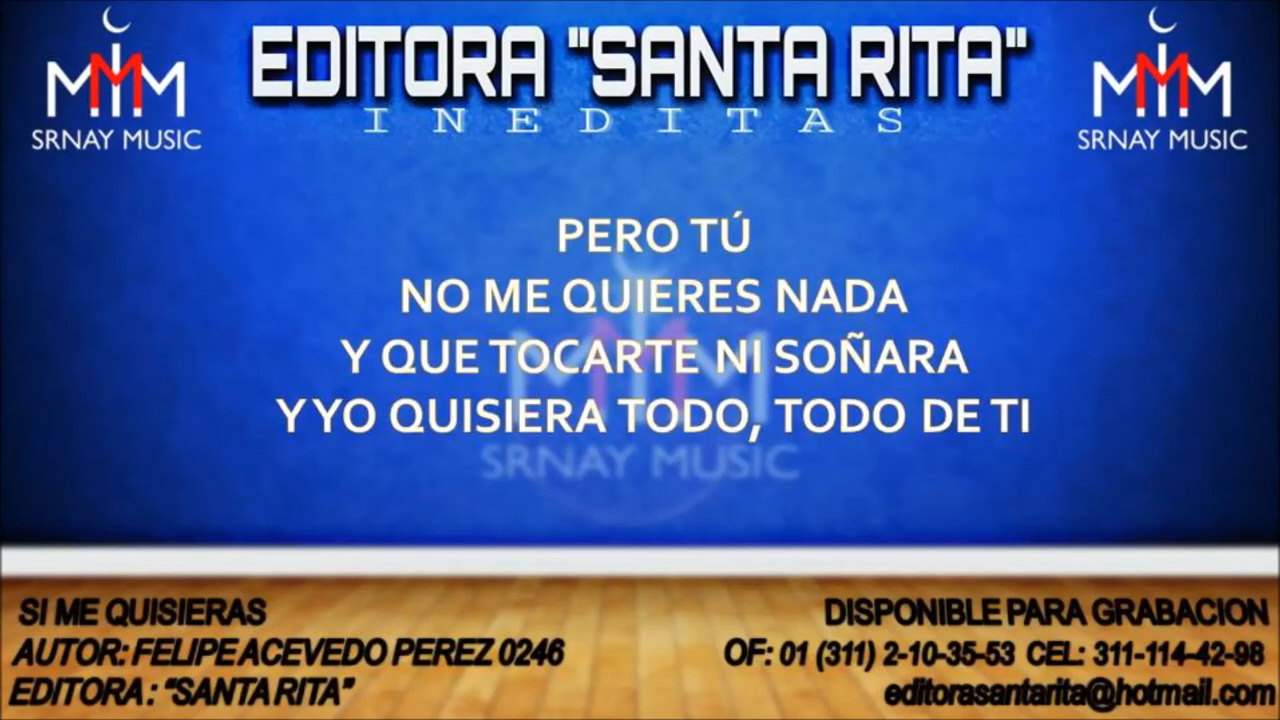 EDITORA "SANTA RITA"
INEDITAS
SRNAY MUSIC
SRNAY MUSIC
PERO TÚ
NO ME QUIERES NADA
Y QUE TOCARTE NI SOÑARA
Y YO QUISIERA TODO, TODO DE TI
SRNAY MUSIC
SI ME QUISIERAS
AUTOR: FELIPE ACEVEDO PEREZ 0246
EDITORA : “SANTA RITA”
DISPONIBLE PARA GRABACION
OF: 01 (311) 2-10-35-53 CEL: 311-114-42-98
editorasantarita@hotmail.com